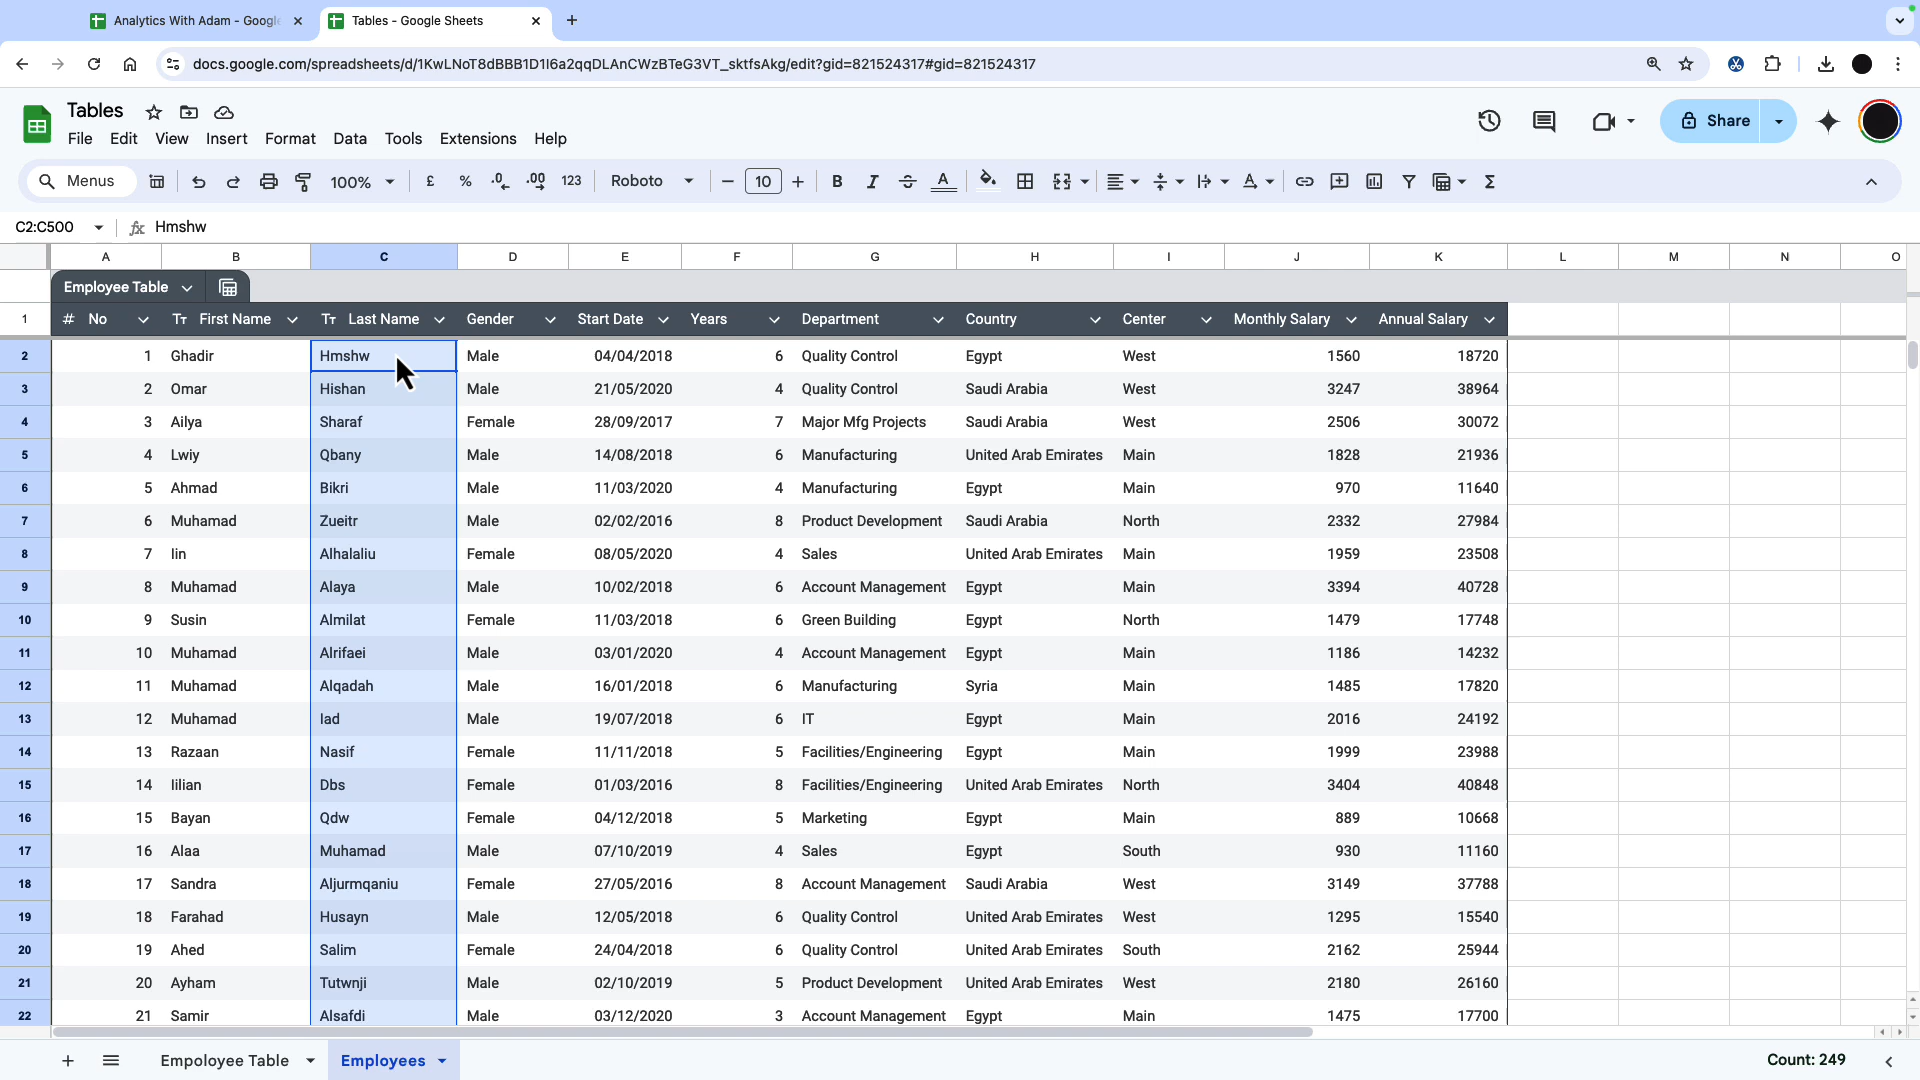 Analytics With Adam - Google
Tables - Google Sheets
docs.google.com/spreadsheets/d/1KwLNoT8dBBB1D1I6a2qqDLAnCWzBTeG3VT_sktfsAkg/edit?gid=821524317#gid=821524317
Tables
File Edit View Insert Format Data Tools Extensions Help
Share
Menus 100% £ % .0 .00 123 Roboto 10 B I S A
C2:C500 fx Hmshw
A B C D E F G H I J K L M N O
Employee Table
1 # No Tт First Name Tт Last Name Gender Start Date Years Department Country Center Monthly Salary Annual Salary
2 1 Ghadir Hmshw Male 04/04/2018 6 Quality Control Egypt West 1560 18720
3 2 Omar Hishan Male 21/05/2020 4 Quality Control Saudi Arabia West 3247 38964
4 3 Ailya Sharaf Female 28/09/2017 7 Major Mfg Projects Saudi Arabia West 2506 30072
5 4 Lwiy Qbany Male 14/08/2018 6 Manufacturing United Arab Emirates Main 1828 21936
6 5 Ahmad Bikri Male 11/03/2020 4 Manufacturing Egypt Main 970 11640
7 6 Muhamad Zueitr Male 02/02/2016 8 Product Development Saudi Arabia North 2332 27984
8 7 Iin Alhalaliu Female 08/05/2020 4 Sales United Arab Emirates Main 1959 23508
9 8 Muhamad Alaya Male 10/02/2018 6 Account Management Egypt Main 3394 40728
10 9 Susin Almilat Female 11/03/2018 6 Green Building Egypt North 1479 17748
11 10 Muhamad Alrifaei Male 03/01/2020 4 Account Management Egypt Main 1186 14232
12 11 Muhamad Alqadah Male 16/01/2018 6 Manufacturing Syria Main 1485 17820
13 12 Muhamad Iad Male 19/07/2018 6 IT Egypt Main 2016 24192
14 13 Razaan Nasif Female 11/11/2018 5 Facilities/Engineering Egypt Main 1999 23988
15 14 Iilian Dbs Female 01/03/2016 8 Facilities/Engineering United Arab Emirates North 3404 40848
16 15 Bayan Qdw Female 04/12/2018 5 Marketing Egypt Main 889 10668
17 16 Alaa Muhamad Male 07/10/2019 4 Sales Egypt South 930 11160
18 17 Sandra Aljurmqaniu Female 27/05/2016 8 Account Management Saudi Arabia West 3149 37788
19 18 Farahad Husayn Male 12/05/2018 6 Quality Control United Arab Emirates West 1295 15540
20 19 Ahed Salim Female 24/04/2018 6 Quality Control United Arab Emirates South 2162 25944
21 20 Ayham Tutwnji Male 02/10/2019 5 Product Development United Arab Emirates West 2180 26160
22 21 Samir Alsafdi Male 03/12/2020 3 Account Management Egypt Main 1475 17700
Empoloyee Table Employees Count: 249